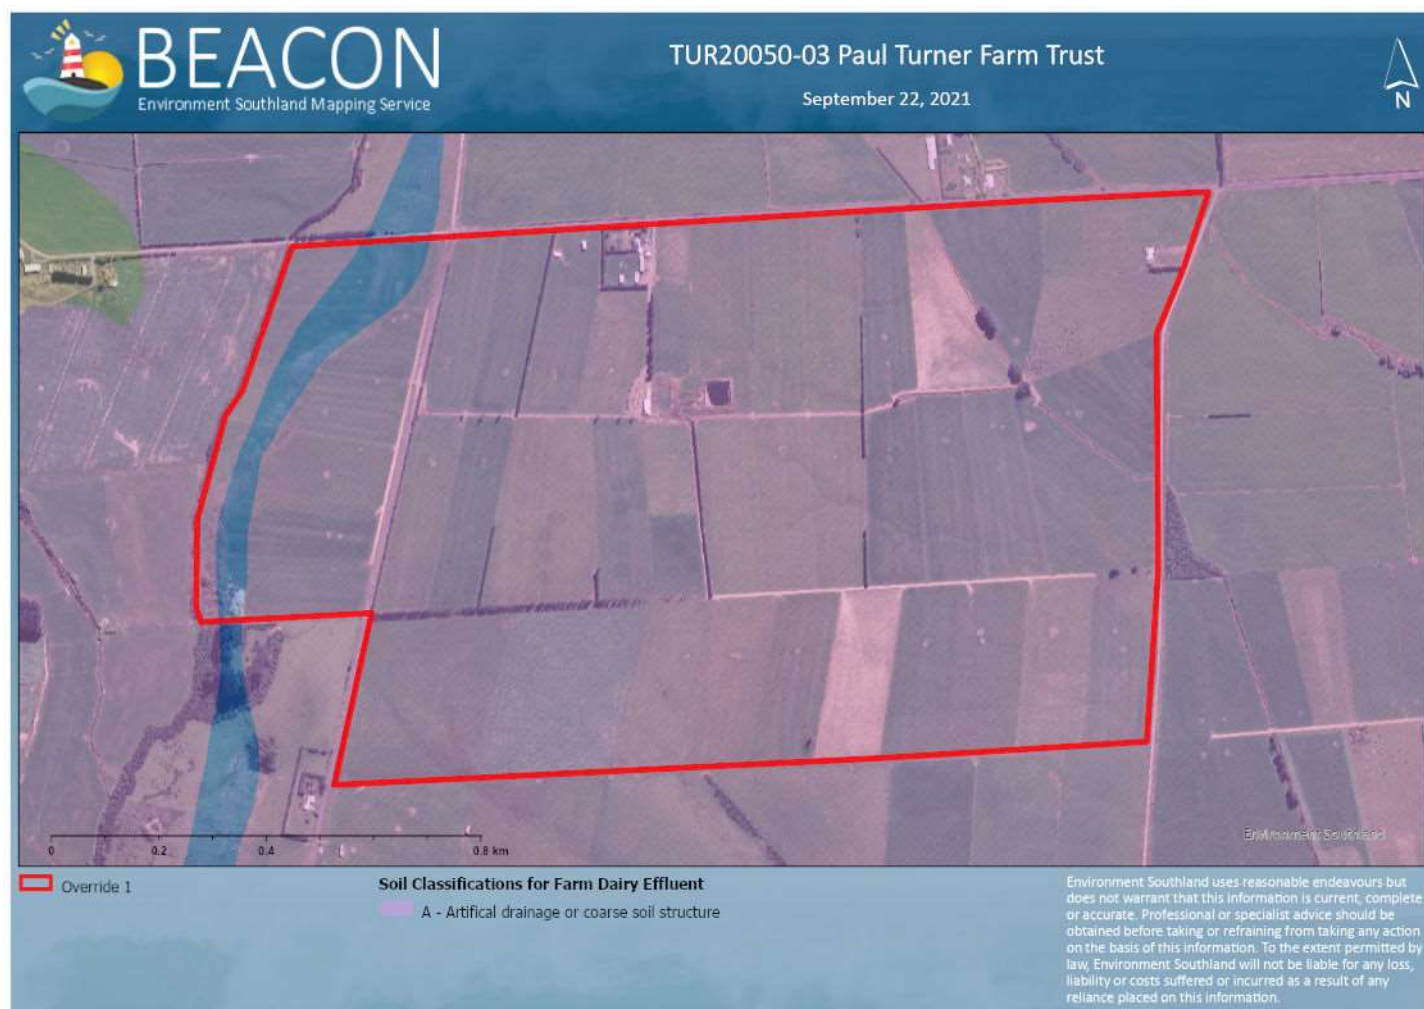 BEACON
Environment Southland Mapping Service
TUR20050-03 Paul Turner Farm Trust
September 22, 2021
N
Environment Southland
0 0.2 0.4 0.8 km
Override 1
Soil Classifications for Farm Dairy Effluent
A - Artifical drainage or coarse soil structure
Environment Southland uses reasonable endeavours but
does not warrant that this information is current, complete
or accurate. Professional or specialist advice should be
obtained before taking or refraining from taking any action
on the basis of this information. To the extent permitted by
law, Environment Southland will not be liable for any loss,
liability or costs suffered or incurred as a result of any
reliance placed on this information.